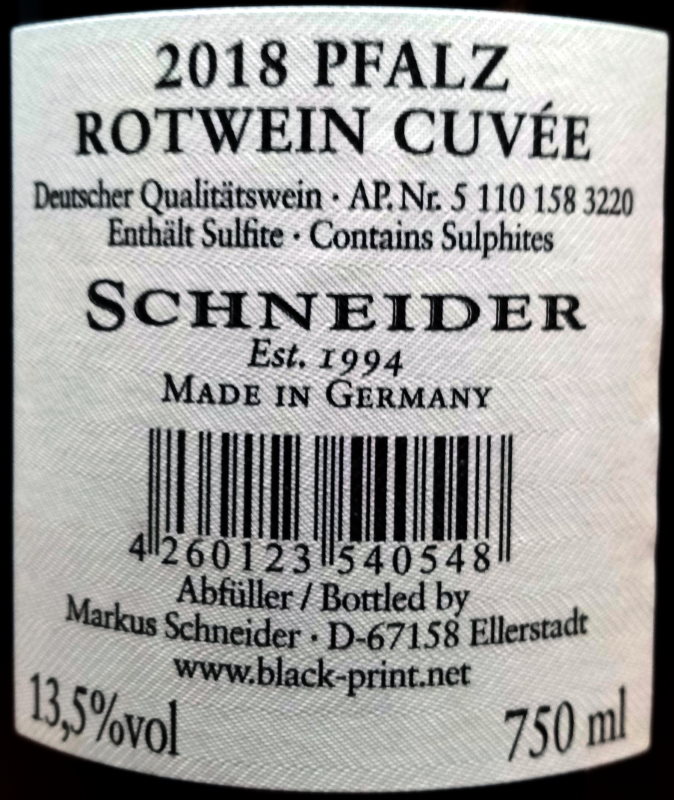 2018 PFALZ
ROTWEIN CUVÉE
Deutscher Qualitätswein · AP. Nr. 5 110 158 3220
Enthält Sulfite · Contains Sulphites
SCHNEIDER
Est. 1994
MADE IN GERMANY
4 260123 540548
Abfüller / Bottled by
Markus Schneider · D-67158 Ellerstadt
www.black-print.net
13,5%vol 750 ml